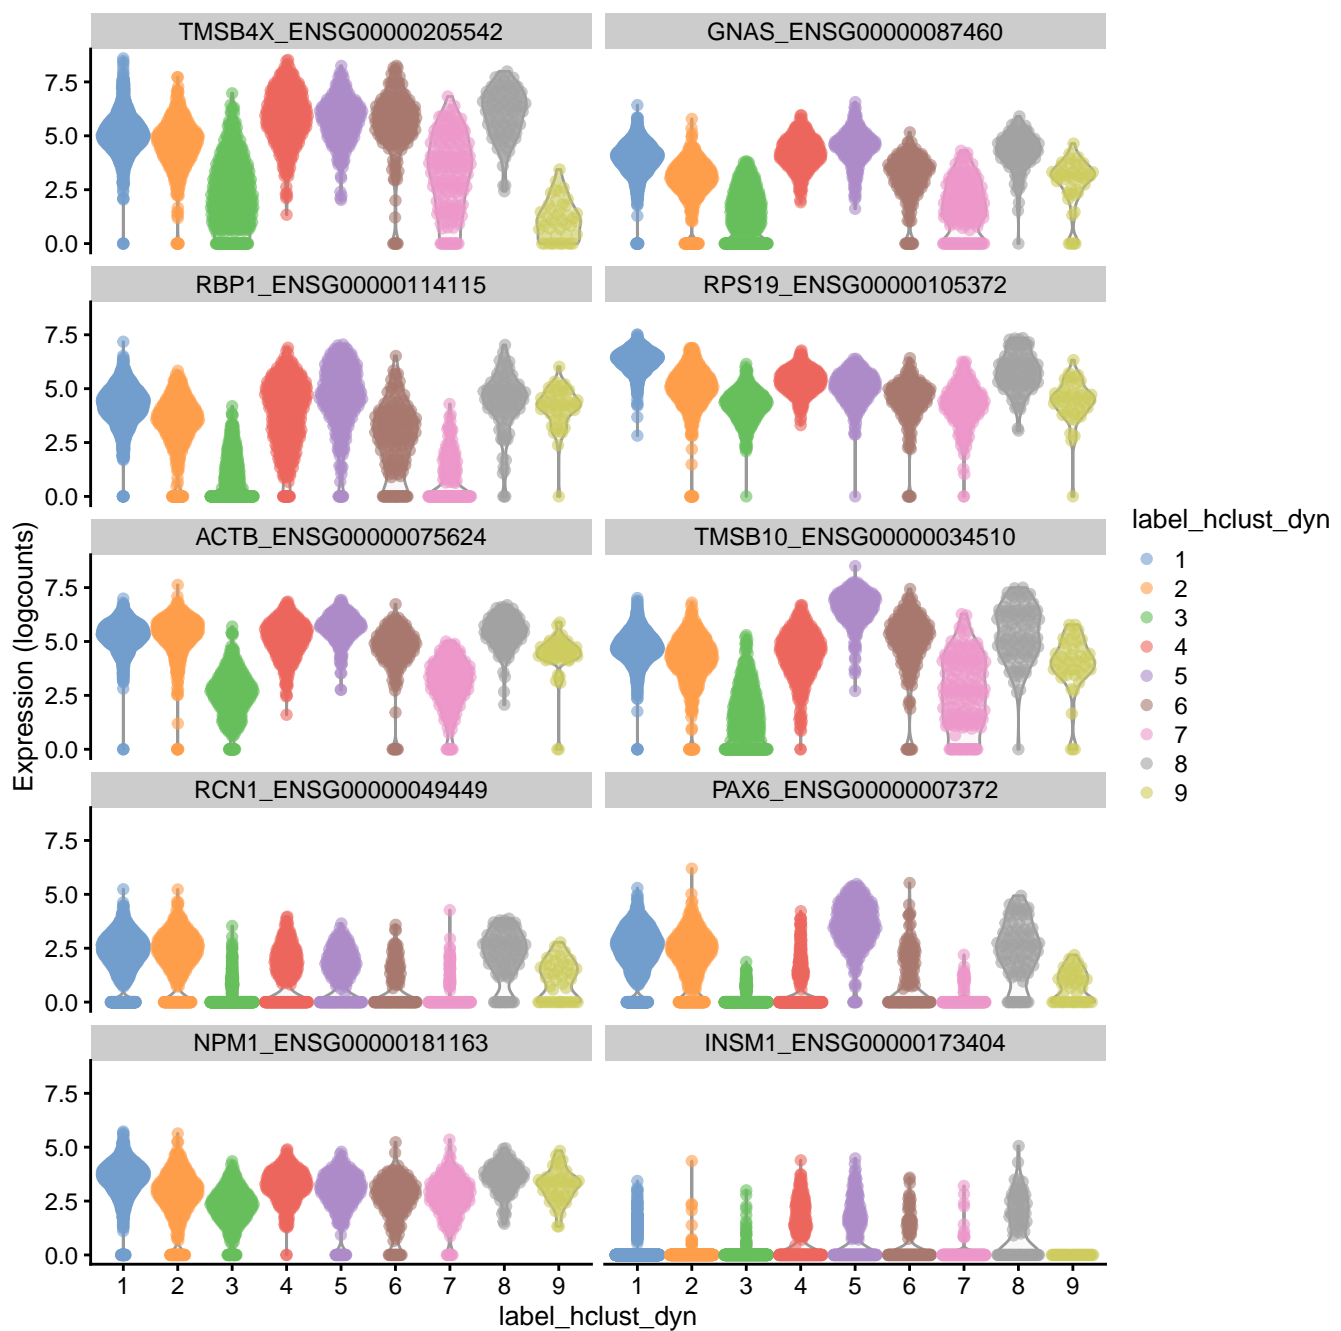 TMSB4X_ENSG00000205542
GNAS_ENSG00000087460
7.5
5.0
2.5
0.0
RBP1_ENSG00000114115
RPS19_ENSG00000105372
7.5
5.0
2.5
0.0
ACTB_ENSG00000075624
TMSB10_ENSG00000034510
7.5
5.0
2.5
0.0
RCN1_ENSG00000049449
PAX6_ENSG00000007372
7.5
5.0
2.5
0.0
NPM1_ENSG00000181163
INSM1_ENSG00000173404
7.5
5.0
2.5
0.0
1 2 3 4 5 6 7 8 9
1 2 3 4 5 6 7 8 9
label_hclust_dyn
Expression (logcounts)
label_hclust_dyn
1
2
3
4
5
6
7
8
9